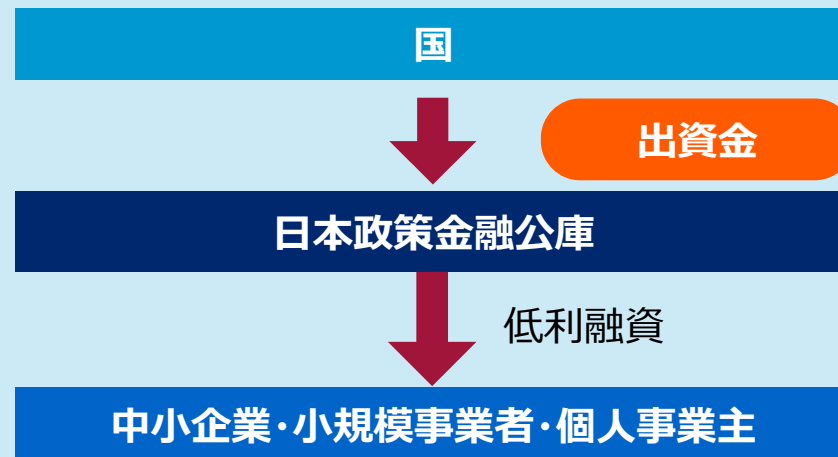 国
出資金
日本政策金融公庫
低利融資
中小企業・小規模事業者・個人事業主